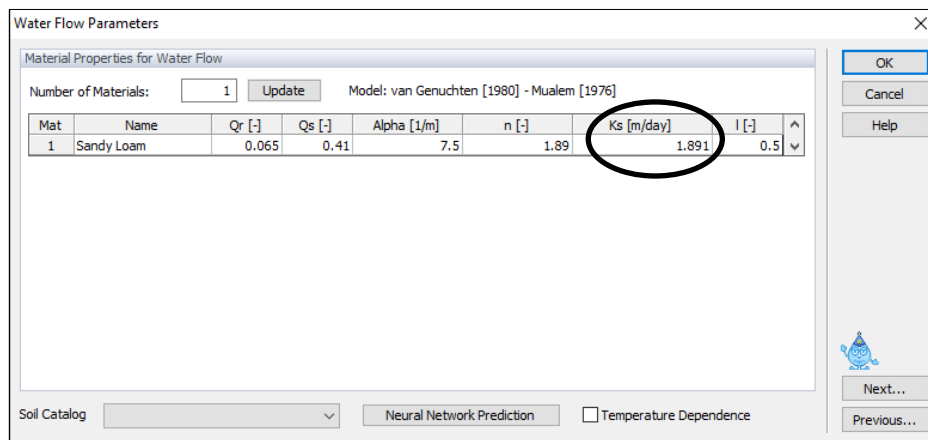 Water Flow Parameters
Material Properties for Water Flow
Number of Materials: 1 Update Model: van Genuchten [1980] - Mualem [1976]
Mat Name Qr [-] Qs [-] Alpha [1/m] n [-] Ks [m/day] l [-]
1 Sandy Loam 0.065 0.41 7.5 1.89 1.891 0.5
Soil Catalog Neural Network Prediction Temperature Dependence
OK
Cancel
Help
Next...
Previous...